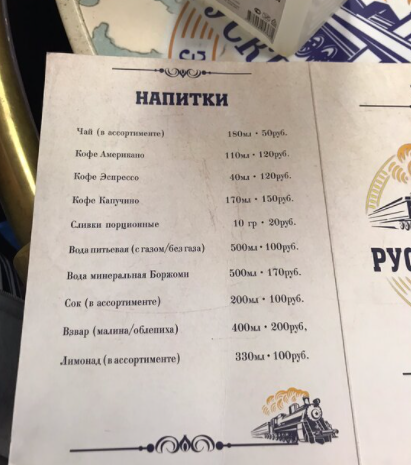 НАПИТКИ
Чай (в ассортименте) 180мл • 50руб.
Кофе Американо 110мл • 120руб.
Кофе Эспрессо 40мл • 120руб.
Кофе Капучино 170мл • 150руб.
Сливки порционные 10 гр • 20руб.
Вода питьевая (с газом/без газа) 500мл • 100руб.
Вода минеральная Боржоми 500мл • 170руб.
Сок (в ассортименте) 200мл • 100руб.
Взвар (малина/облепиха) 400мл • 200руб,
Лимонад (в ассортименте) 330мл • 100руб.
РУС